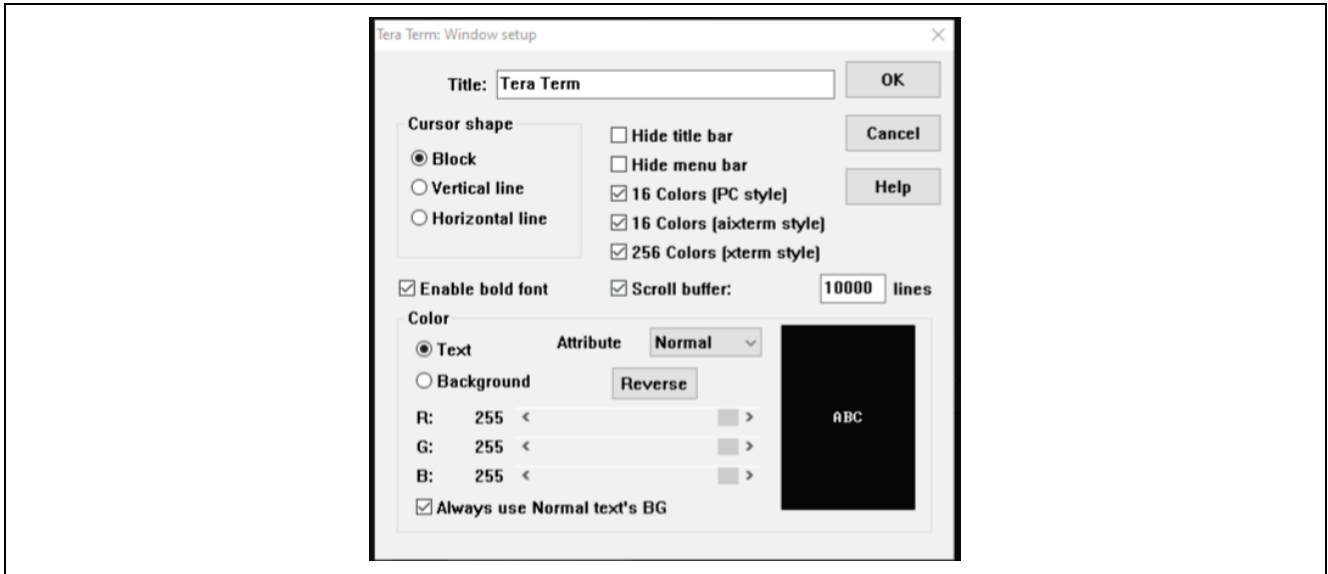 Tera Term: Window setup
Title: Tera Term
OK
Cursor shape
Block
Vertical line
Horizontal line
Hide title bar
Hide menu bar
16 Colors (PC style)
16 Colors (aixterm style)
256 Colors (xterm style)
Cancel
Help
Enable bold font
Scroll buffer: 10000 lines
Color
Text
Attribute Normal
Background
Reverse
R: 255 < >
G: 255 < >
B: 255 < >
Always use Normal text's BG
ABC